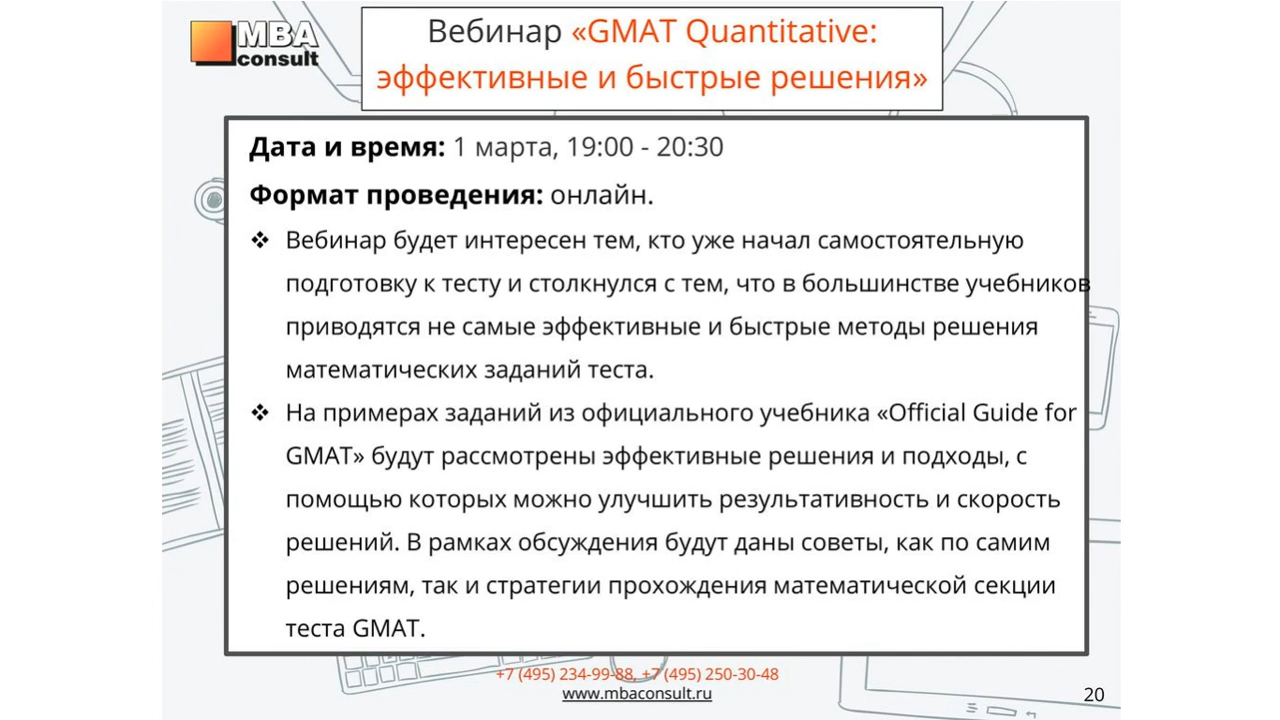 MBA
consult
Вебинар «GMAT Quantitative:
эффективные и быстрые решения»
Дата и время: 1 марта, 19:00 - 20:30
Формат проведения: онлайн.
❖ Вебинар будет интересен тем, кто уже начал самостоятельную
подготовку к тесту и столкнулся с тем, что в большинстве учебников
приводятся не самые эффективные и быстрые методы решения
математических заданий теста.
❖ На примерах заданий из официального учебника «Official Guide for
GMAT» будут рассмотрены эффективные решения и подходы, с
помощью которых можно улучшить результативность и скорость
решений. В рамках обсуждения будут даны советы, как по самим
решениям, так и стратегии прохождения математической секции
теста GMAT.
+7 (495) 234-99-88, +7 (495) 250-30-48
www.mbaconsult.ru
20